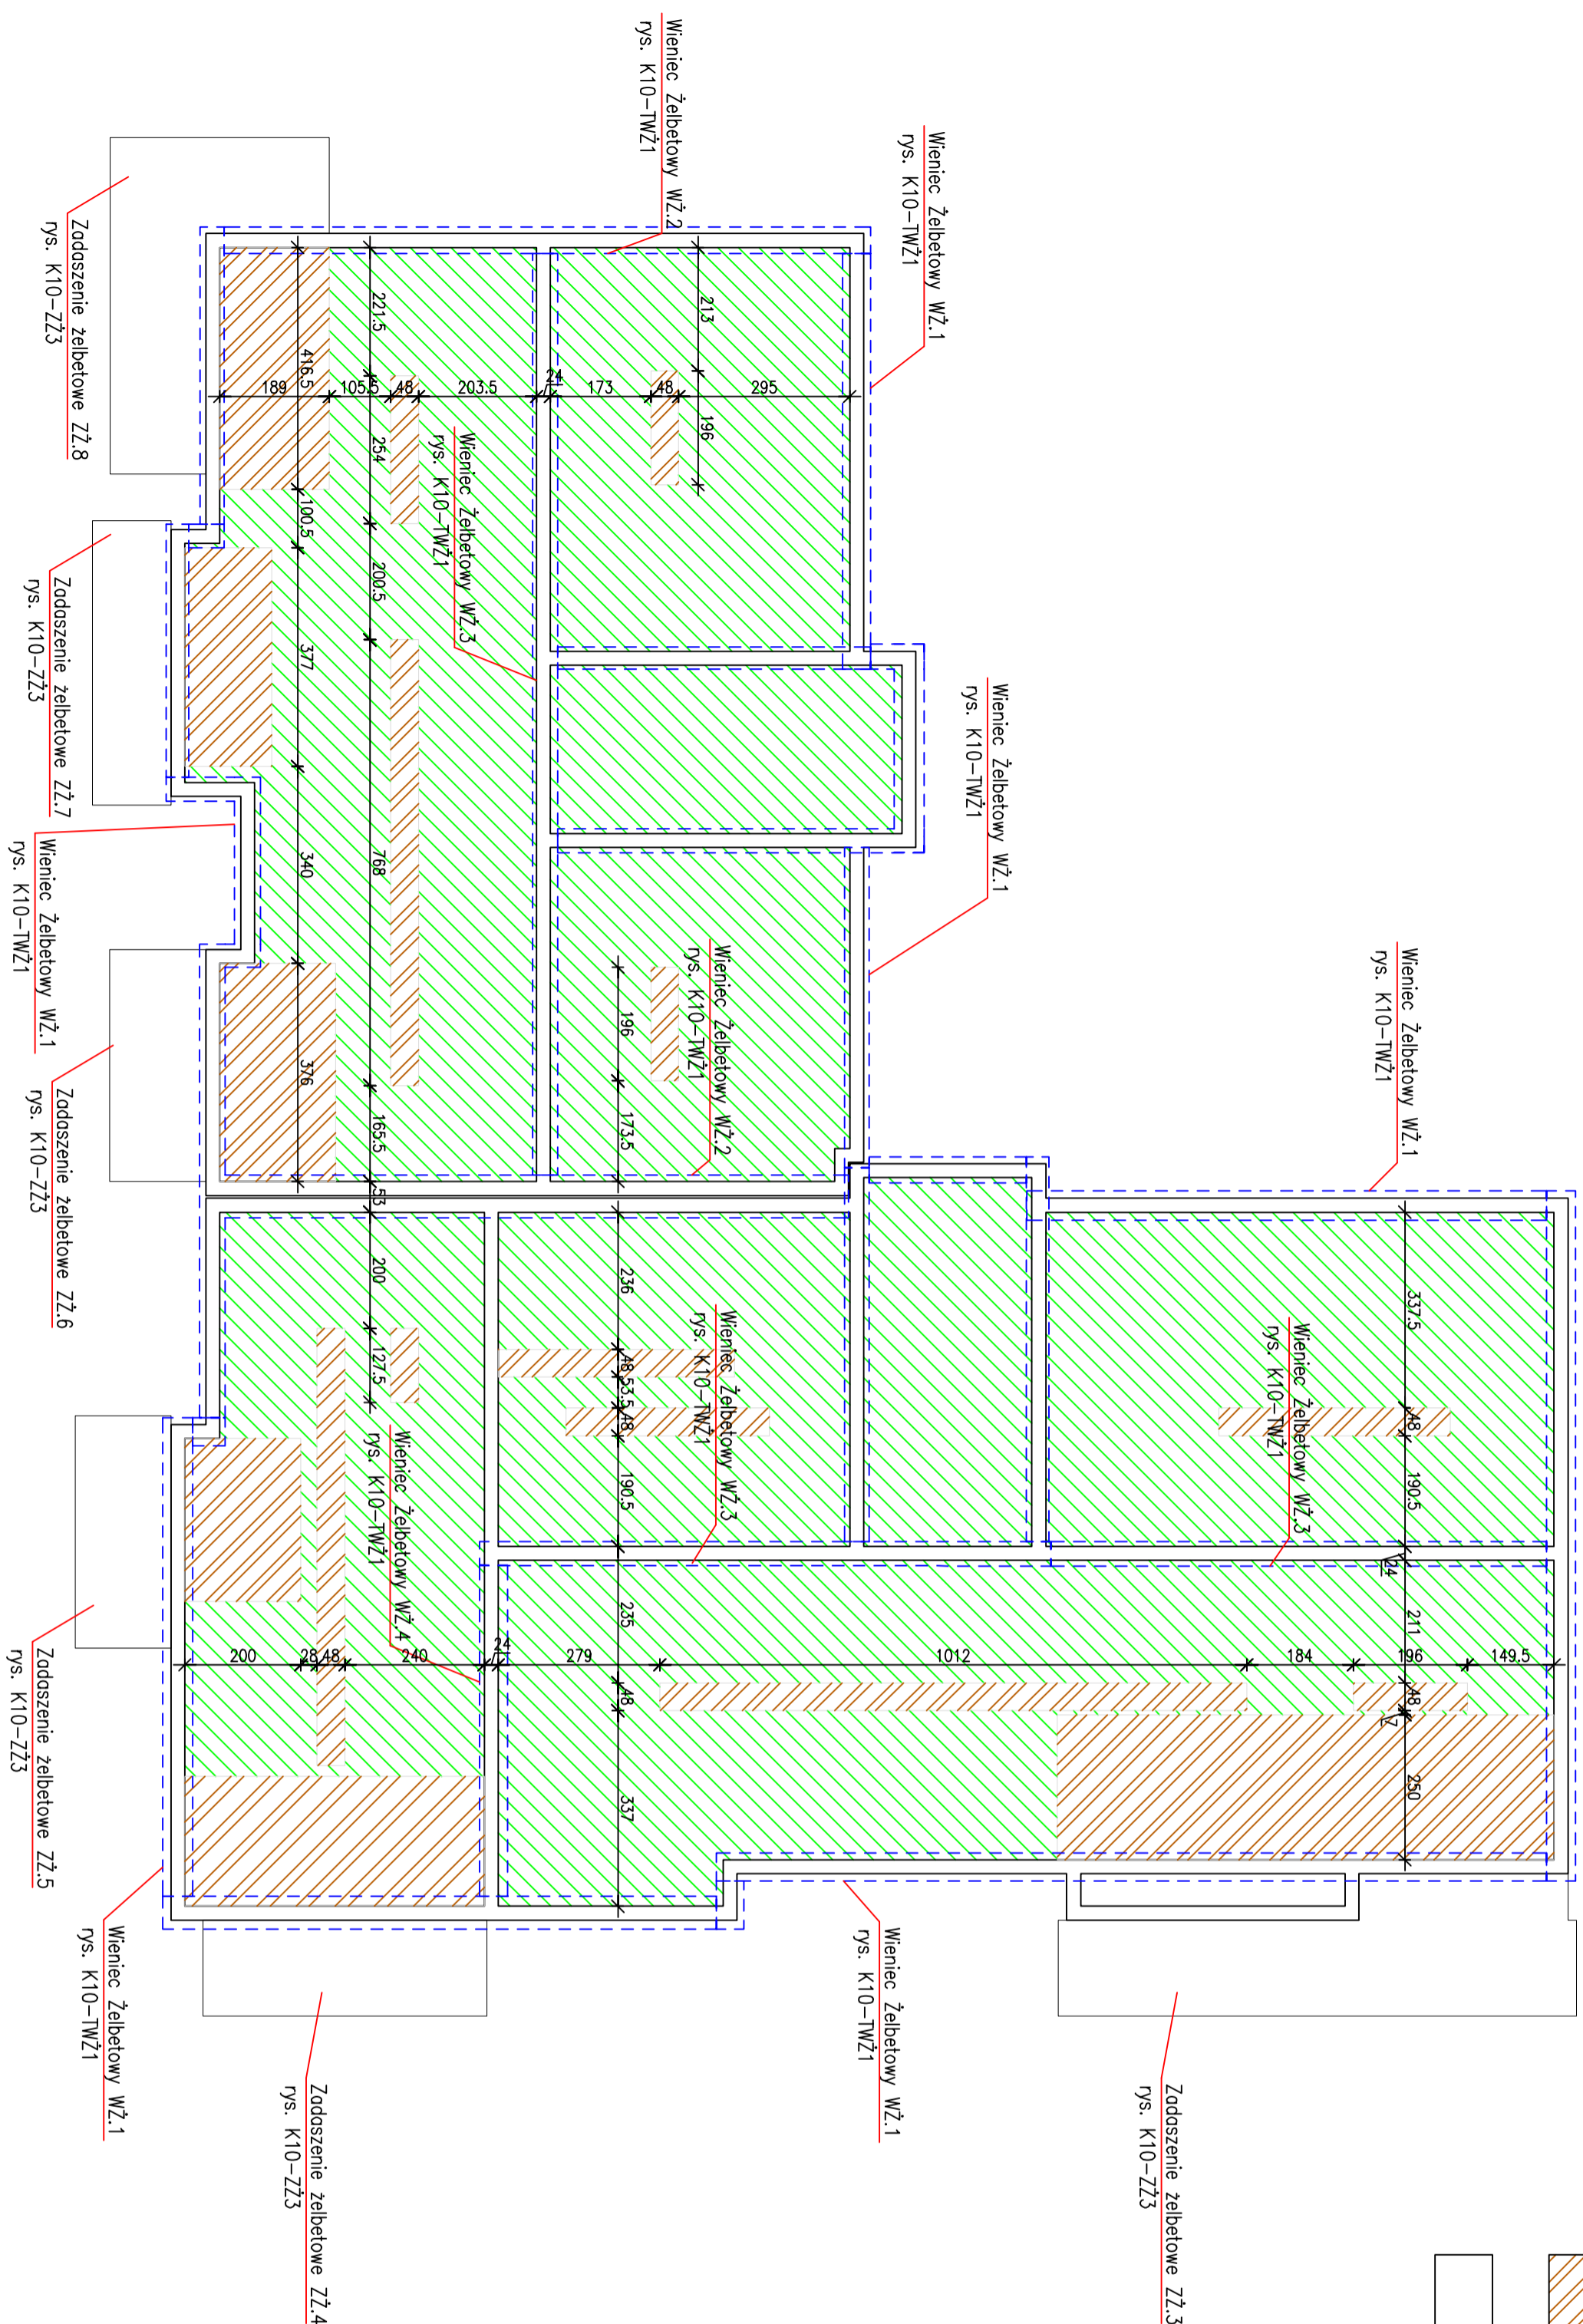 Wieniec Żelbetowy WŻ.2
rys. K10-TWŻ1
Wieniec Żelbetowy WŻ.1
rys. K10-TWŻ1
Wieniec Żelbetowy WŻ.1
rys. K10-TWŻ1
Wieniec Żelbetowy WŻ.1
rys. K10-TWŻ1
Zadaszenie żelbetowe ZŻ.8
rys. K10-ZŻ3
Wieniec Żelbetowy WŻ.3
rys. K10-TWŻ1
Zadaszenie żelbetowe ZŻ.7
rys. K10-ZŻ3
Wieniec Żelbetowy WŻ.1
rys. K10-TWŻ1
Wieniec Żelbetowy WŻ.2
rys. K10-TWŻ1
Zadaszenie żelbetowe ZŻ.6
rys. K10-ZŻ3
Wieniec Żelbetowy WŻ.3
rys. K10-TWŻ1
Wieniec Żelbetowy WŻ.3
rys. K10-TWŻ1
Wieniec Żelbetowy WŻ.4
rys. K10-TWŻ1
Zadaszenie żelbetowe ZŻ.5
rys. K10-ZŻ3
Wieniec Żelbetowy WŻ.1
rys. K10-TWŻ1
Wieniec Żelbetowy WŻ.1
rys. K10-TWŻ1
Zadaszenie żelbetowe ZŻ.4
rys. K10-ZŻ3
Zadaszenie żelbetowe ZŻ.3
rys. K10-ZŻ3
213
196
221.5
254
200.5
768
165.5
53
200
127.5
416.5
100.5
377
340
376
189
105.5
48
203.5
24
173
48
295
196
173.5
236
48
53.5
48
190.5
235
48
337
337.5
48
190.5
24
211
48
7
250
200
28
48
240
24
279
1012
184
196
149.5